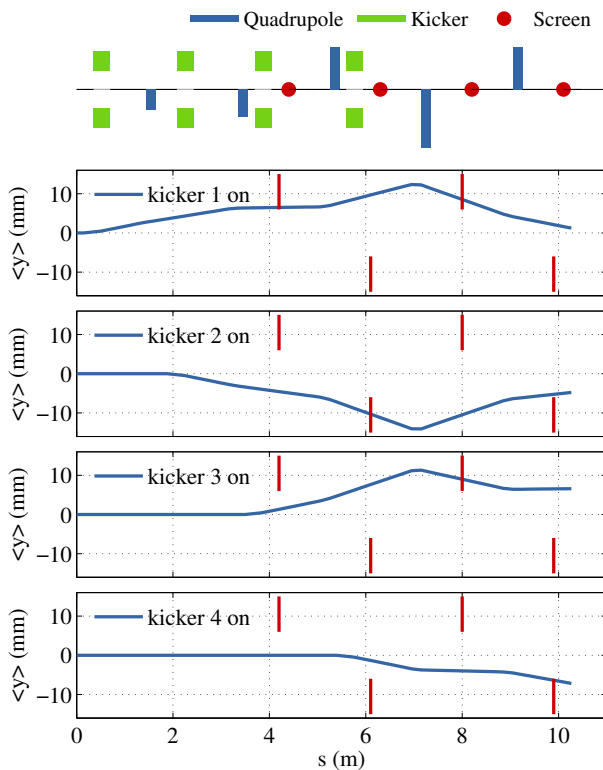 Quadrupole Kicker Screen
kicker 1 on
10
0
−10
<y> (mm)
kicker 2 on
10
0
−10
<y> (mm)
kicker 3 on
10
0
−10
<y> (mm)
kicker 4 on
10
0
−10
<y> (mm)
0 2 4 6 8 10
s (m)